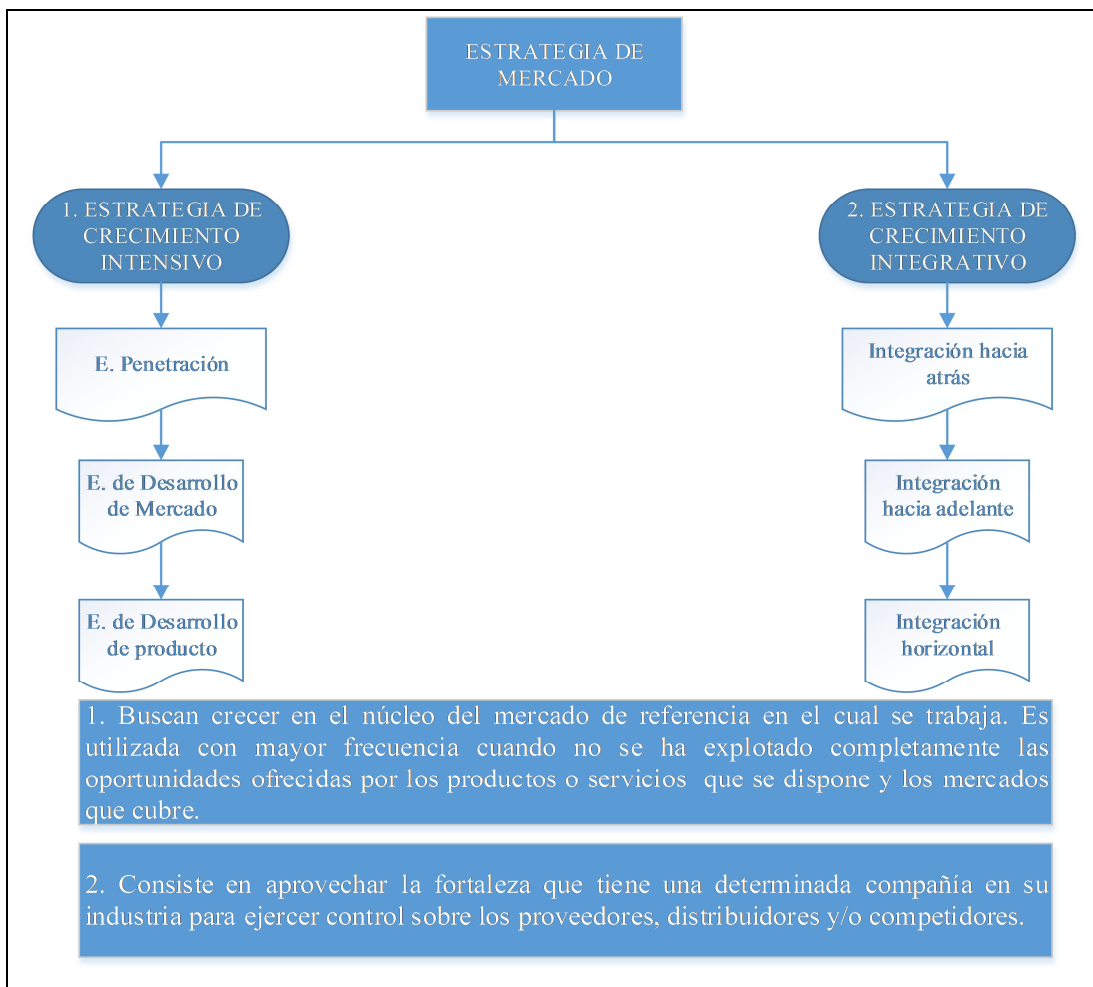 ESTRATEGIA DE
MERCADO
1. ESTRATEGIA DE
CRECIMIENTO
INTENSIVO
2. ESTRATEGIA DE
CRECIMIENTO
INTEGRATIVO
E. Penetración
Integración hacia
atrás
E. de Desarrollo
de Mercado
Integración
hacia adelante
E. de Desarrollo
de producto
Integración
horizontal
1. Buscan crecer en el núcleo del mercado de referencia en el cual se trabaja. Es
utilizada con mayor frecuencia cuando no se ha explotado completamente las
oportunidades ofrecidas por los productos o servicios que se dispone y los mercados
que cubre.
2. Consiste en aprovechar la fortaleza que tiene una determinada compañía en su
industria para ejercer control sobre los proveedores, distribuidores y/o competidores.